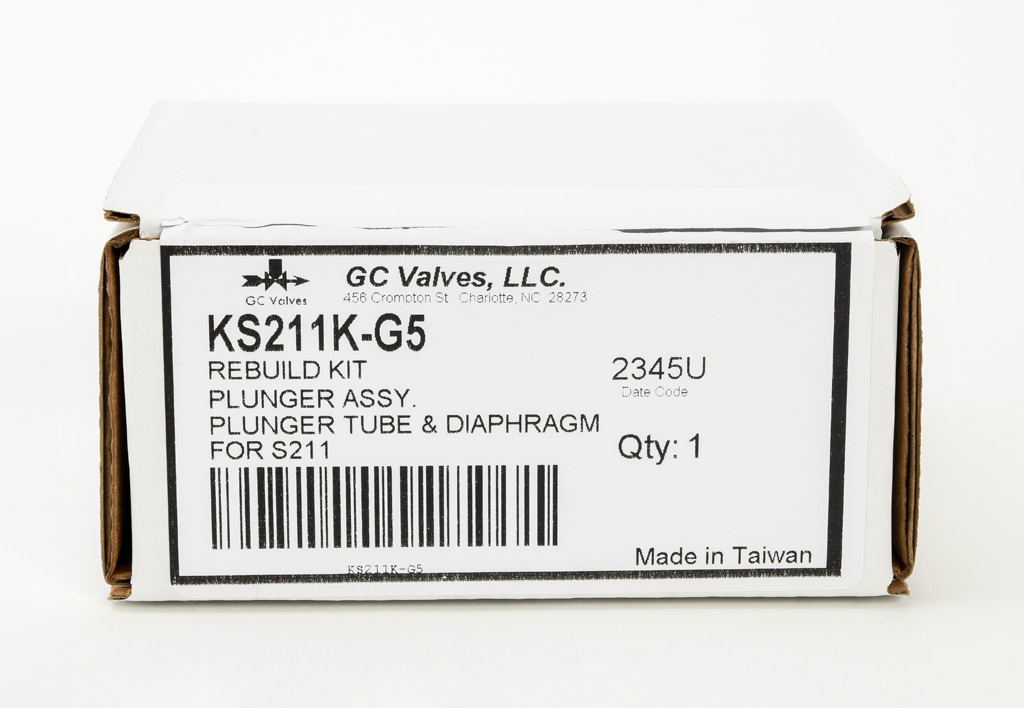 GC Valves
GC Valves, LLC.
456 Crompton St. Charlotte, NC 28273
KS211K-G5
REBUILD KIT
PLUNGER ASSY.
PLUNGER TUBE & DIAPHRAGM
FOR S211
2345U
Date Code
Qty: 1
KS211K-G5
Made in Taiwan